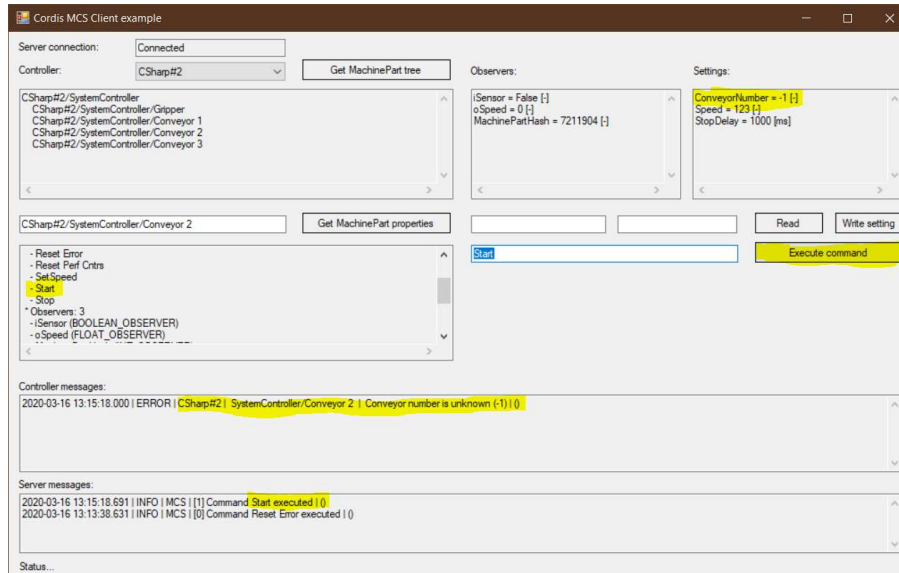 Cordis MCS Client example
Server connection: Connected
Controller: CSharp#2 Get MachinePart tree Observers: Settings:
CSharp#2/SystemController
CSharp#2/SystemController/Gripper
CSharp#2/SystemController/Conveyor 1
CSharp#2/SystemController/Conveyor 2
CSharp#2/SystemController/Conveyor 3
iSensor = False [-]
oSpeed = 0 [-]
MachinePartHash = 7211904 [-]
ConveyorNumber = -1 [-]
Speed = 123 [-]
StopDelay = 1000 [ms]
CSharp#2/SystemController/Conveyor 2 Get MachinePart properties Read Write setting
Start Execute command
- Reset Error
- Reset Perf Cntrs
- SetSpeed
- Start
- Stop
* Observers: 3
- iSensor (BOOLEAN_OBSERVER)
- oSpeed (FLOAT_OBSERVER)
Controller messages:
2020-03-16 13:15:18.000 | ERROR | CSharp#2 | SystemController/Conveyor 2 | Conveyor number is unknown (-1) | ()
Server messages:
2020-03-16 13:15:18.691 | INFO | MCS | [1] Command Start executed | ()
2020-03-16 13:13:38.631 | INFO | MCS | [0] Command Reset Error executed | ()
Status...